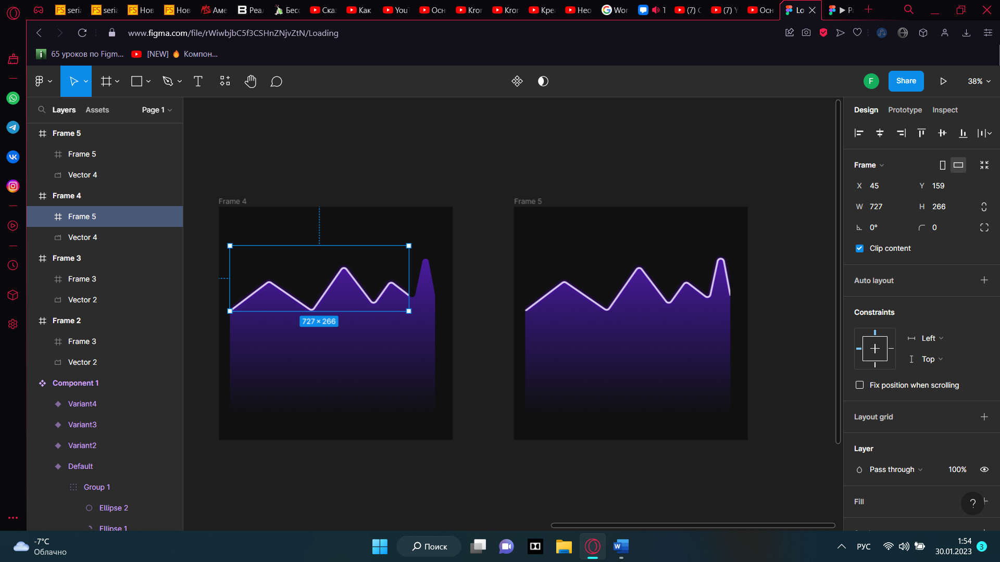 seria
seria
Нов
Нов
Аме
Реа
Бесс
Ска
Как
YouT
Осн
Kron
Kron
Кре
Нео
Wor
1
(7) C
(7) Y
Осн
Lo
Р
www.figma.com/file/rWiwbjbC5f3CSHnZNjvZtN/Loading
65 уроков по Figm...
[NEW] 🔥 Компон...
F
Share
38%
Layers
Assets
Page 1
Design
Prototype
Inspect
Frame 5
Frame 5
Vector 4
Frame 4
Frame 5
Vector 4
Frame 3
Frame 3
Vector 2
Frame 2
Frame 3
Vector 2
Component 1
Variant4
Variant3
Variant2
Default
Group 1
Ellipse 2
Ellipse 1
Frame 4
Frame 5
727 × 266
Frame
X 45
Y 159
W 727
H 266
0°
0
Clip content
Auto layout
Constraints
Left
Top
Fix position when scrolling
Layout grid
Layer
Pass through
100%
Fill
?
-7°C
Облачно
Поиск
РУС
1:54
30.01.2023
3